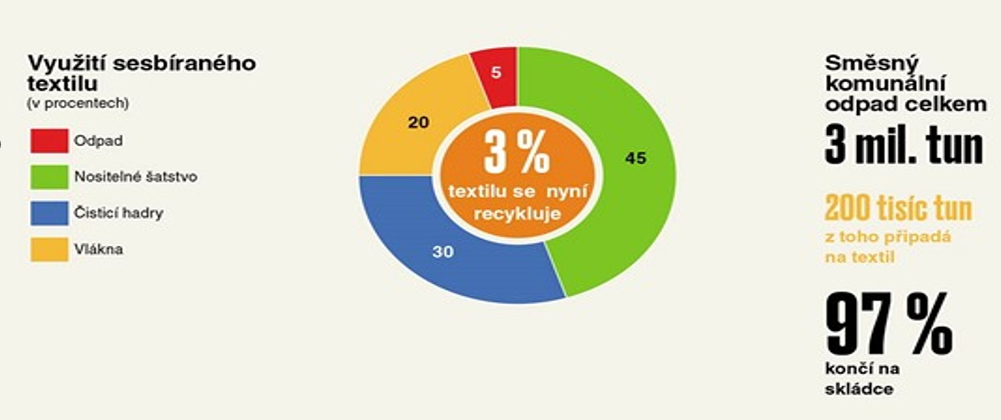 Využití sesbíraného
textilu
(v procentech)
Odpad
Nositelné šatstvo
Čisticí hadry
Vlákna
5
20
45
30
3 %
textilu se nyní
recykluje
Směsný
komunální
odpad celkem
3 mil. tun
200 tisíc tun
z toho připadá
na textil
97 %
končí na
skládce